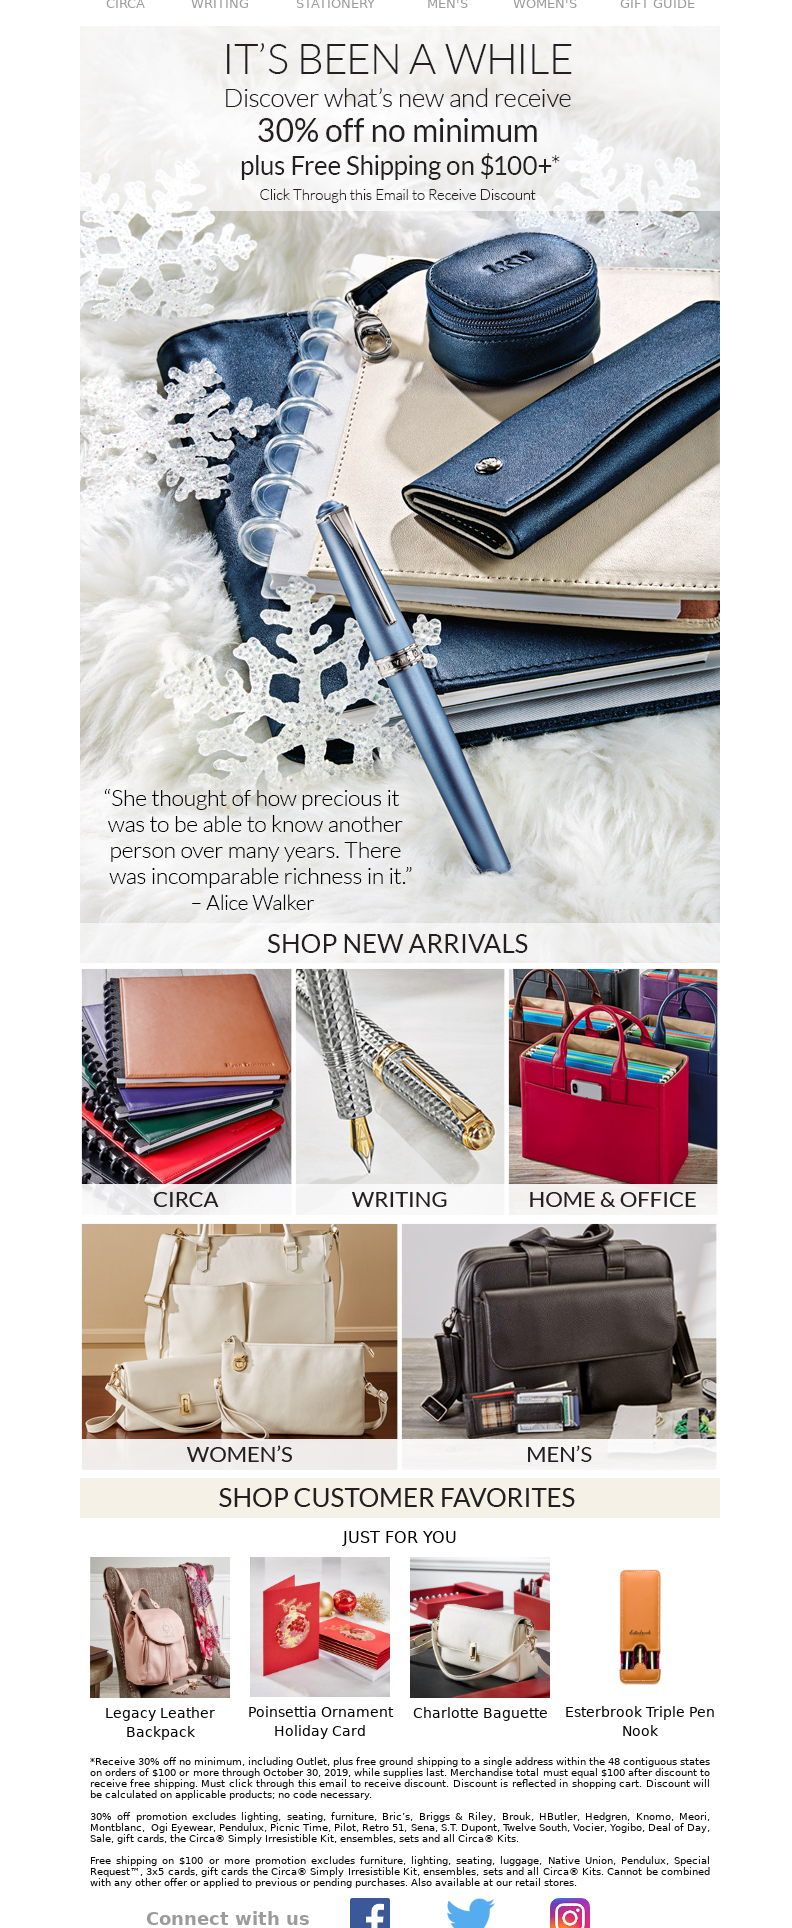 CIRCA WRITING STATIONERY MEN'S WOMEN'S GIFT GUIDE
IT’S BEEN A WHILE
Discover what’s new and receive
30% off no minimum
plus Free Shipping on $100+*
Click Through this Email to Receive Discount
LKN
“She thought of how precious it
was to be able to know another
person over many years. There
was incomparable richness in it.”
– Alice Walker
SHOP NEW ARRIVALS
CIRCA WRITING HOME & OFFICE
WOMEN’S MEN’S
SHOP CUSTOMER FAVORITES
JUST FOR YOU
Esterbrook
Legacy Leather
Backpack
Poinsettia Ornament
Holiday Card
Charlotte Baguette
Esterbrook Triple Pen
Nook
*Receive 30% off no minimum, including Outlet, plus free ground shipping to a single address within the 48 contiguous states
on orders of $100 or more through October 30, 2019, while supplies last. Merchandise total must equal $100 after discount to
receive free shipping. Must click through this email to receive discount. Discount is reflected in shopping cart. Discount will
be calculated on applicable products; no code necessary.
30% off promotion excludes lighting, seating, furniture, Bric’s, Briggs & Riley, Brouk, HButler, Hedgren, Knomo, Meori,
Montblanc, Ogi Eyewear, Pendulux, Picnic Time, Pilot, Retro 51, Sena, S.T. Dupont, Twelve South, Vocier, Yogibo, Deal of Day,
Sale, gift cards, the Circa® Simply Irresistible Kit, ensembles, sets and all Circa® Kits.
Free shipping on $100 or more promotion excludes furniture, lighting, seating, luggage, Native Union, Pendulux, Special
Request™, 3x5 cards, gift cards the Circa® Simply Irresistible Kit, ensembles, sets and all Circa® Kits. Cannot be combined
with any other offer or applied to previous or pending purchases. Also available at our retail stores.
Connect with us